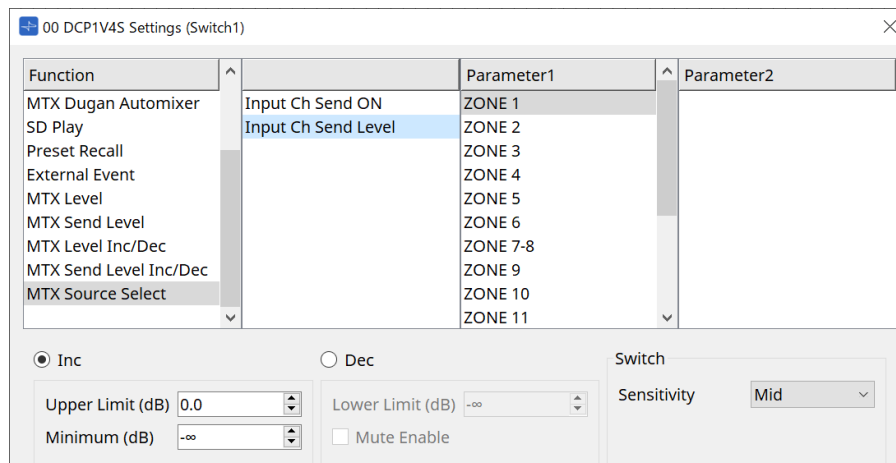 00 DCP1V4S Settings (Switch1)
Function Parameter1 Parameter2
MTX Dugan Automixer Input Ch Send ON ZONE 1
SD Play Input Ch Send Level ZONE 2
Preset Recall ZONE 3
External Event ZONE 4
MTX Level ZONE 5
MTX Send Level ZONE 6
MTX Level Inc/Dec ZONE 7-8
MTX Send Level Inc/Dec ZONE 9
MTX Source Select ZONE 10
ZONE 11
Inc Dec Switch
Upper Limit (dB) 0.0 Lower Limit (dB) -∞ Sensitivity Mid
Minimum (dB) -∞ Mute Enable